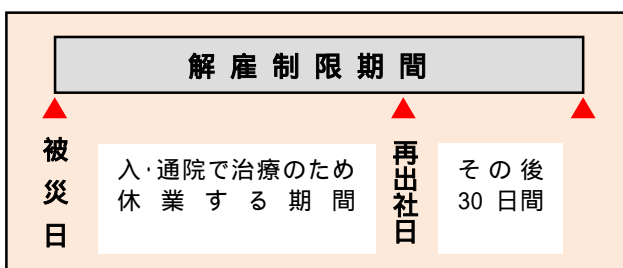 解雇制限期間
被災日
入・通院で治療のため
休業する期間
再出社日
その後
30日間